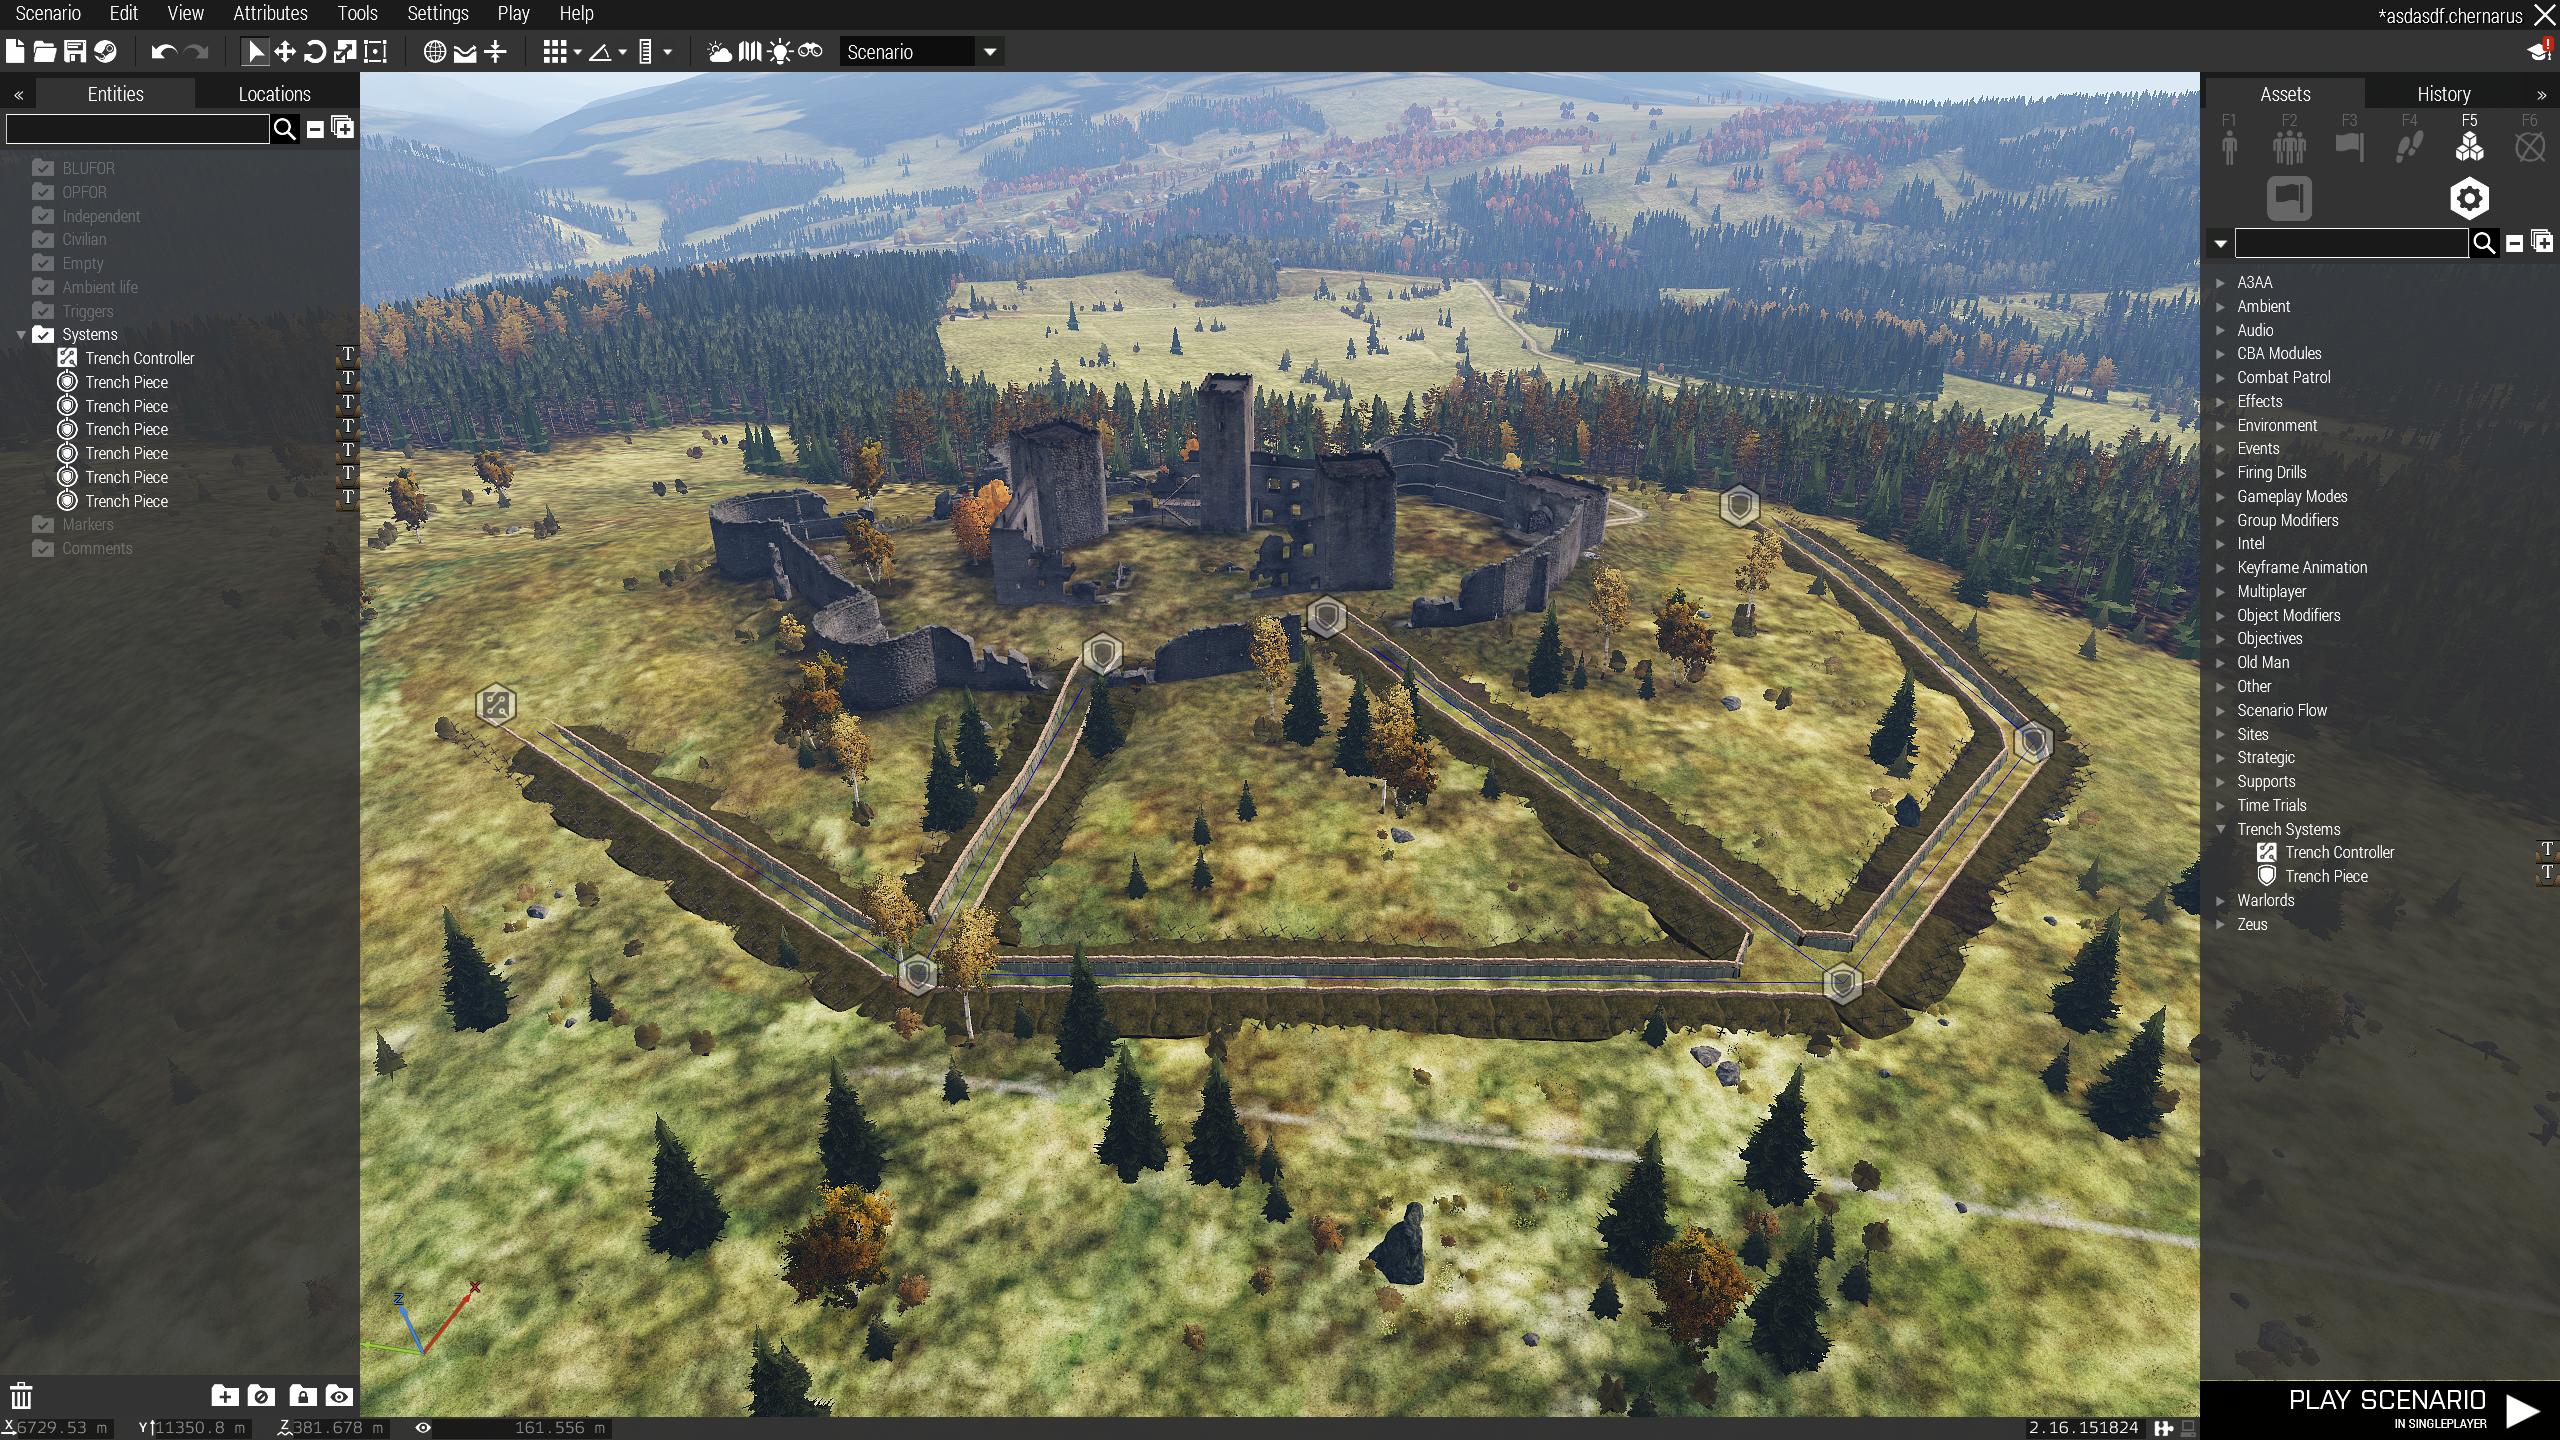 Scenario Edit View Attributes Tools Settings Play Help
*asdasdf.chernarus
Scenario
Entities Locations
BLUFOR
OPFOR
Independent
Civilian
Empty
Ambient life
Triggers
Systems
Trench Controller T
Trench Piece T
Trench Piece T
Trench Piece T
Trench Piece T
Trench Piece T
Trench Piece T
Markers
Comments
Z
X
Assets History
F1 F2 F3 F4 F5 F6
A3AA
Ambient
Audio
CBA Modules
Combat Patrol
Effects
Environment
Events
Firing Drills
Gameplay Modes
Group Modifiers
Intel
Keyframe Animation
Multiplayer
Object Modifiers
Objectives
Old Man
Other
Scenario Flow
Sites
Strategic
Supports
Time Trials
Trench Systems
Trench Controller T
Trench Piece T
Warlords
Zeus
PLAY SCENARIO
IN SINGLEPLAYER
X 6729.53 m Y 11350.8 m Z 381.678 m 161.556 m 2.16.151824